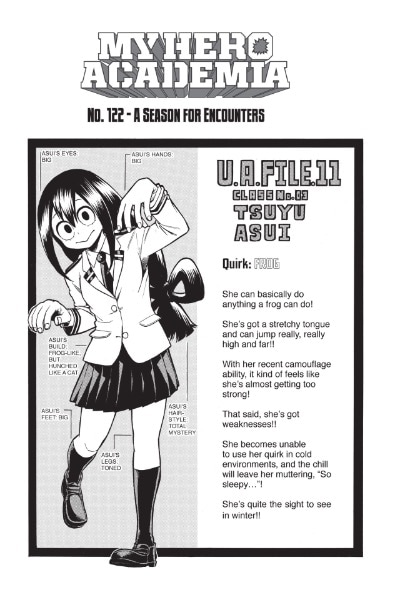 MY HERO
ACADEMIA
No. 122 - A SEASON FOR ENCOUNTERS
ASUI'S EYES:
BIG
ASUI'S HANDS:
BIG
ASUI'S
BUILD:
FROG-LIKE,
BUT
HUNCHED
LIKE A CAT
ASUI'S
FEET: BIG
ASUI'S
HAIR-
STYLE:
TOTAL
MYSTERY
ASUI'S
LEGS:
TONED
U.A.FILE.11
CLASS No.03
TSUYU
ASUI
Quirk: FROG
She can basically do
anything a frog can do!
She's got a stretchy tongue
and can jump really, really
high and far!!
With her recent camouflage
ability, it kind of feels like
she's almost getting too
strong!
That said, she's got
weaknesses!!
She becomes unable
to use her quirk in cold
environments, and the chill
will leave her muttering, "So
sleepy..."!
She's quite the sight to see
in winter!!